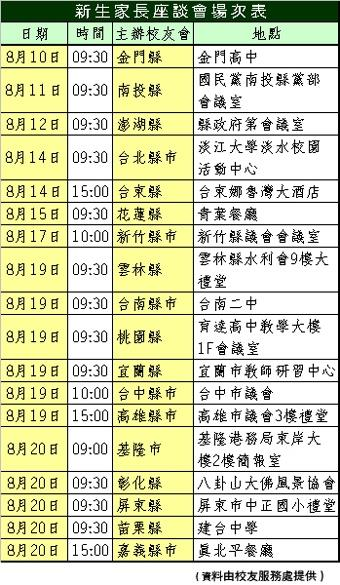 新生家長座談會場次表
日期 時間 主辦校友會 地點
8月10日 09:30 金門縣 金門高中
8月11日 09:30 南投縣 國民黨南投縣黨部
會議室
8月12日 09:30 澎湖縣 縣政府第會議室
8月14日 09:30 台北縣市 淡江大學淡水校園
活動中心
8月14日 15:00 台東縣 台東娜魯灣大酒店
8月15日 09:30 花蓮縣 青葉餐廳
8月17日 10:00 新竹縣市 新竹縣議會會議室
8月19日 09:30 雲林縣 雲林縣水利會9樓大
禮堂
8月19日 09:30 台南縣市 台南二中
8月19日 09:30 桃園縣 育達高中教學大樓
1F會議室
8月19日 09:30 宜蘭縣 宜蘭市教師研習中心
8月19日 10:00 台中縣市 台中市議會
8月19日 15:00 高雄縣市 高雄市議會3樓禮堂
8月20日 09:00 基隆市 基隆港務局東岸大
樓2樓簡報室
8月20日 09:30 彰化縣 八卦山大佛風景協會
8月20日 09:30 屏東縣 屏東市中正國小禮堂
8月20日 09:30 苗栗縣 建台中學
8月20日 15:00 嘉義縣市 真北平餐廳
(資料由校友服務處提供)